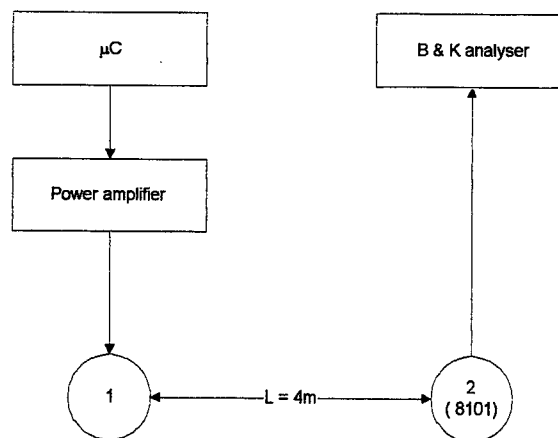 μC
B & K analyser
Power amplifier
1
L = 4m
2
( 8101)